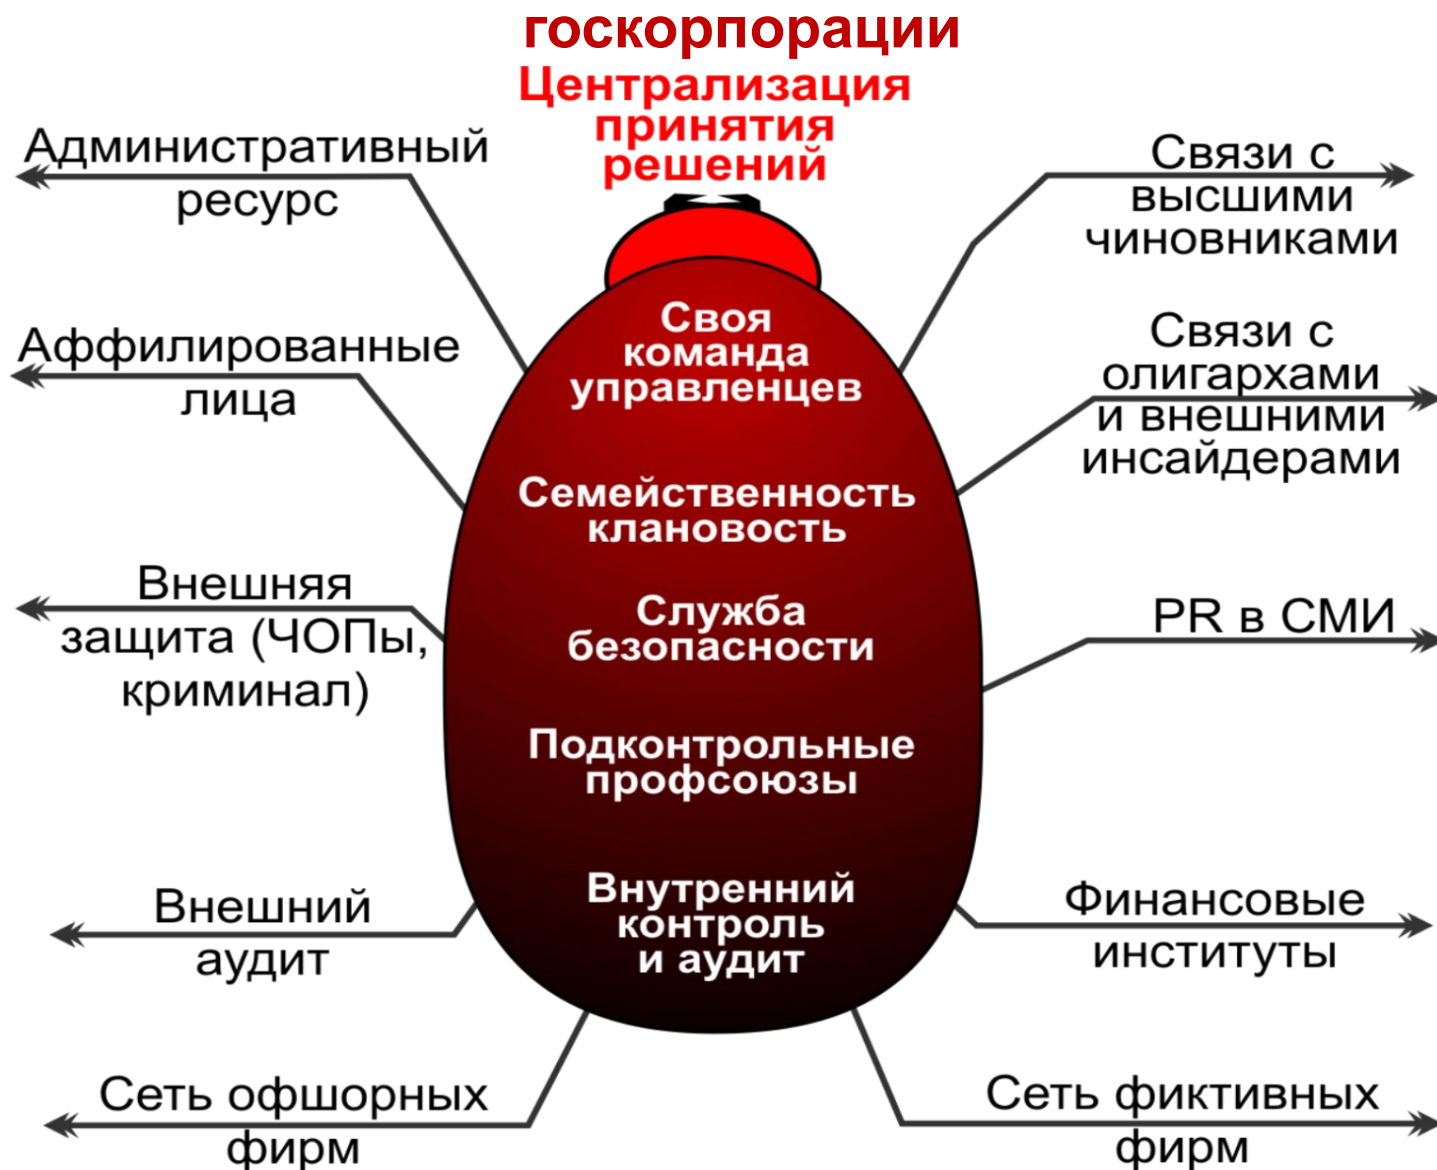 госкорпорации
Централизация
принятия
решений
Административный
ресурс
Аффилированные
лица
Внешняя
защита (ЧОПы,
криминал)
Внешний
аудит
Сеть офшорных
фирм
Своя
команда
управленцев
Семейственность
клановость
Служба
безопасности
Подконтрольные
профсоюзы
Внутренний
контроль
и аудит
Связи с
высшими
чиновниками
Связи с
олигархами
и внешними
инсайдерами
PR в СМИ
Финансовые
институты
Сеть фиктивных
фирм